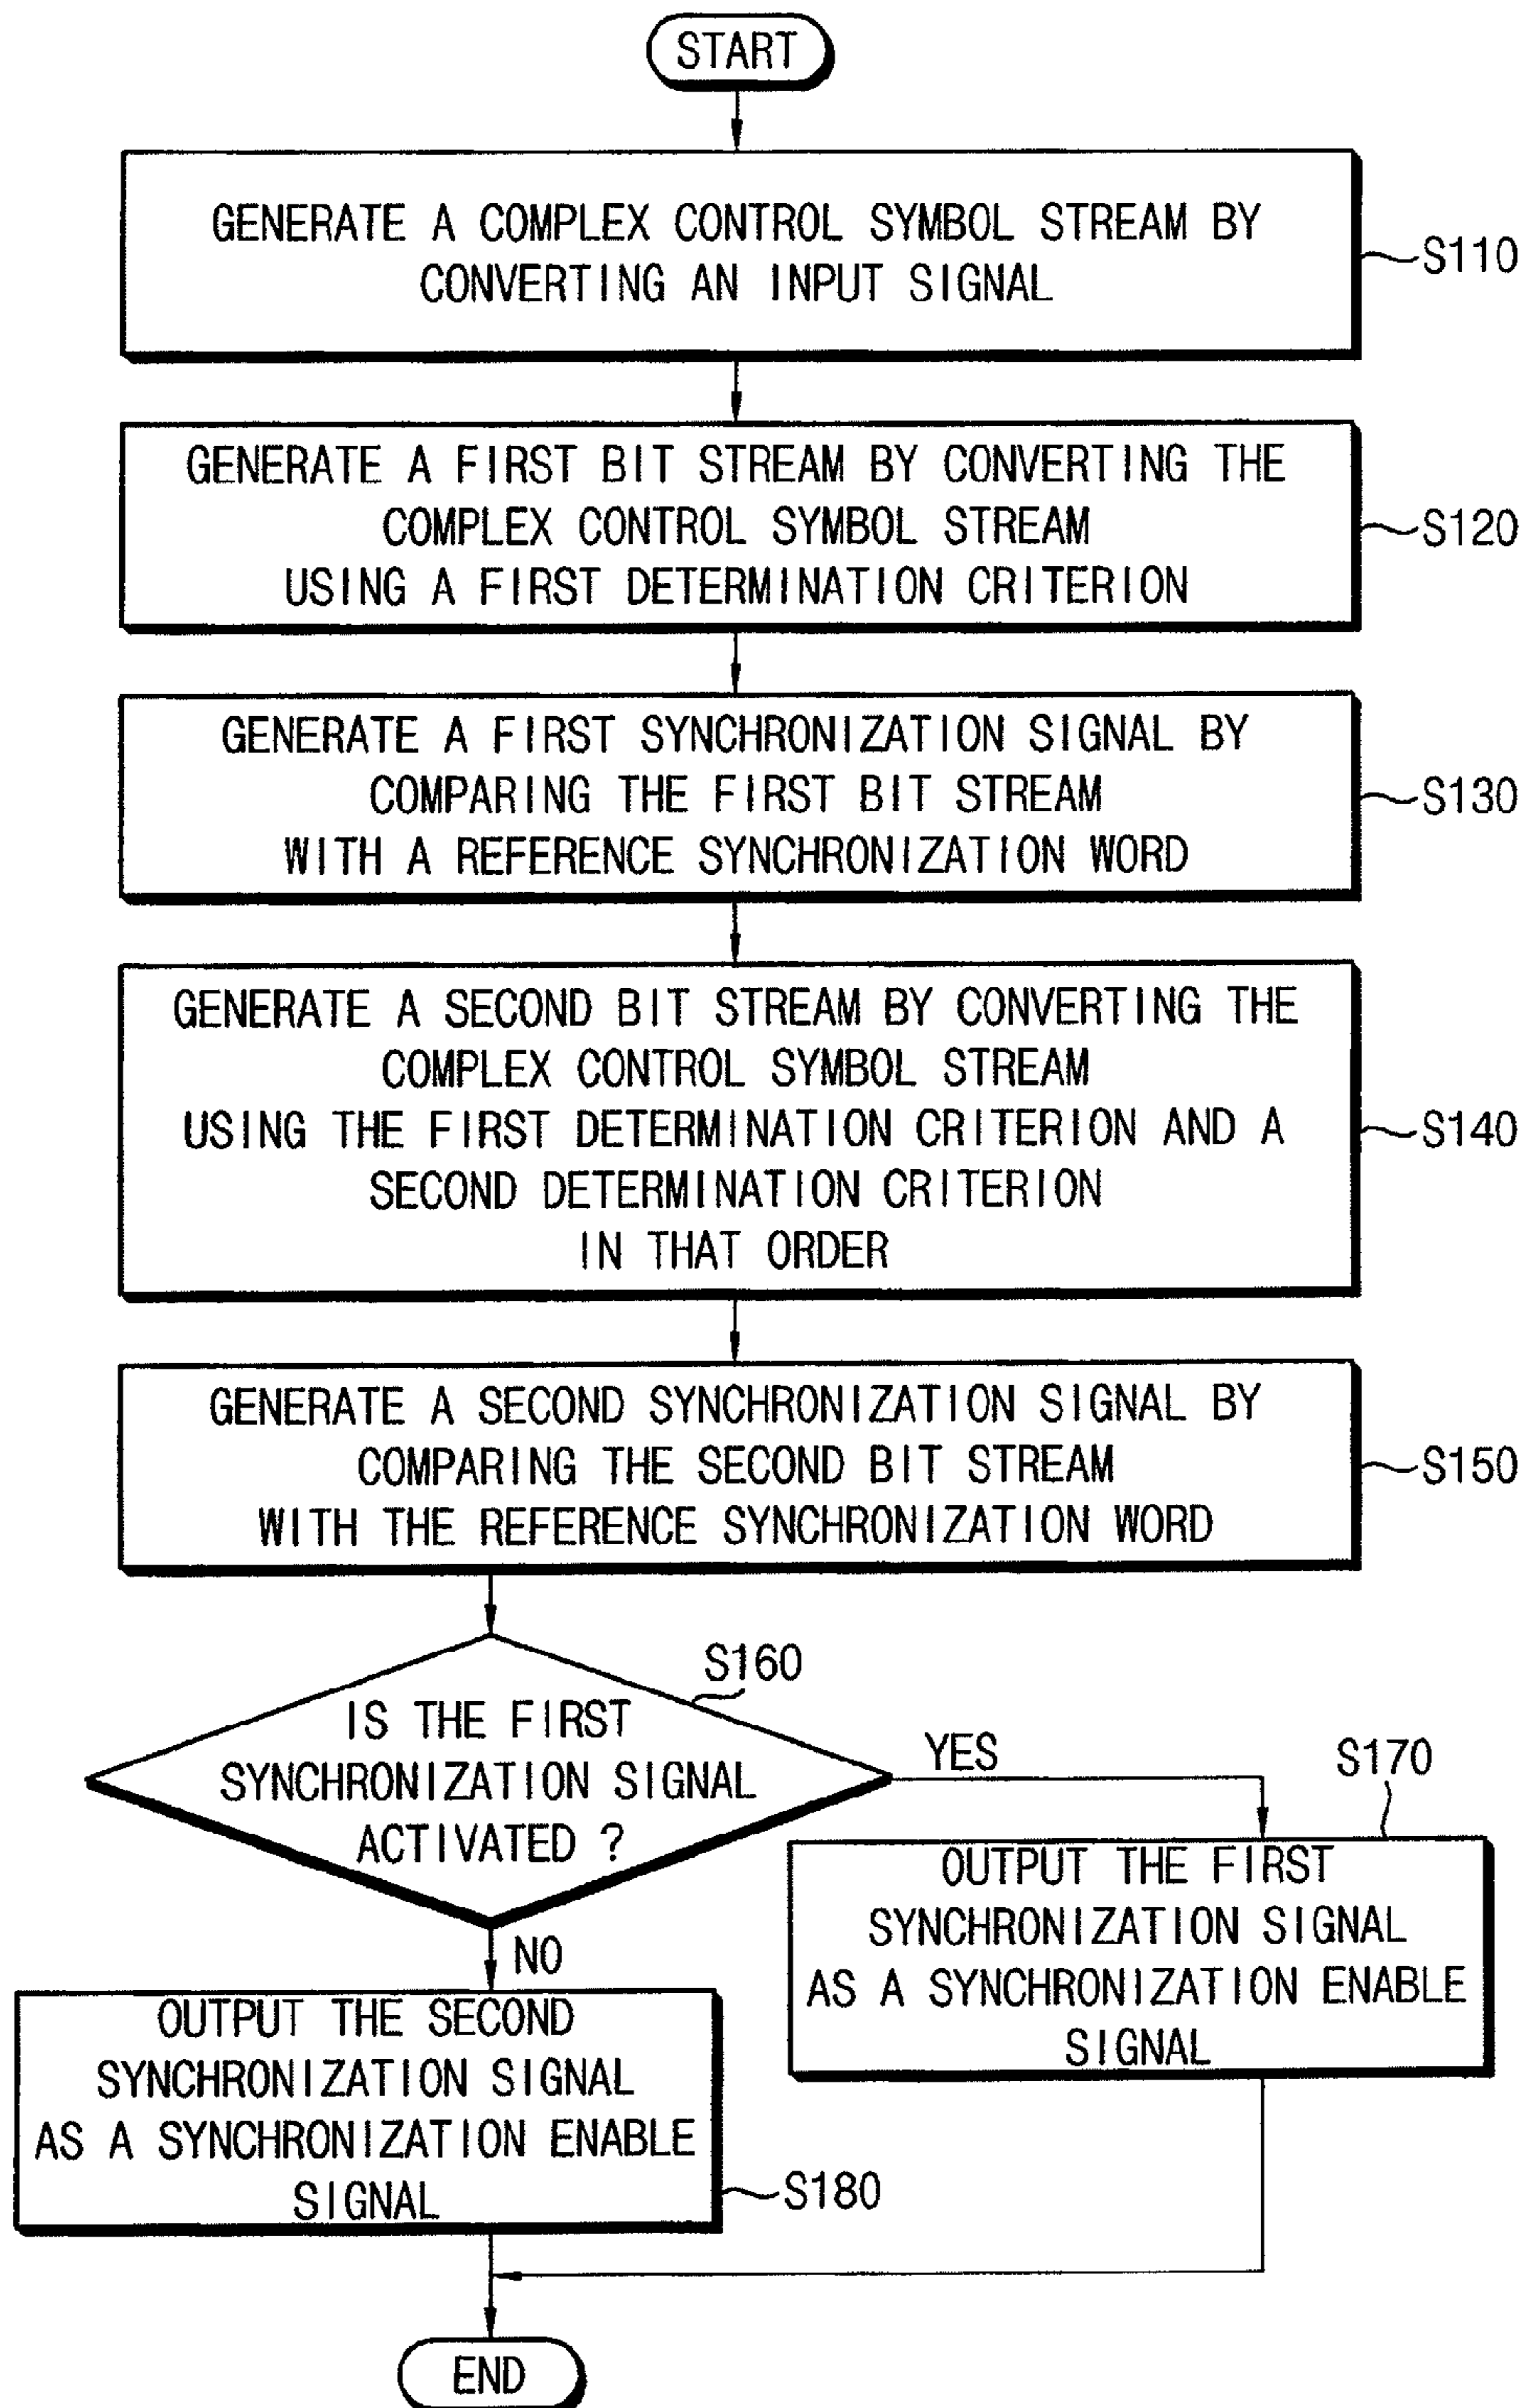 START
GENERATE A COMPLEX CONTROL SYMBOL STREAM BY
CONVERTING AN INPUT SIGNAL
S110
GENERATE A FIRST BIT STREAM BY CONVERTING THE
COMPLEX CONTROL SYMBOL STREAM
USING A FIRST DETERMINATION CRITERION
S120
GENERATE A FIRST SYNCHRONIZATION SIGNAL BY
COMPARING THE FIRST BIT STREAM
WITH A REFERENCE SYNCHRONIZATION WORD
S130
GENERATE A SECOND BIT STREAM BY CONVERTING THE
COMPLEX CONTROL SYMBOL STREAM
USING THE FIRST DETERMINATION CRITERION AND A
SECOND DETERMINATION CRITERION
IN THAT ORDER
S140
GENERATE A SECOND SYNCHRONIZATION SIGNAL BY
COMPARING THE SECOND BIT STREAM
WITH THE REFERENCE SYNCHRONIZATION WORD
S150
S160
IS THE FIRST
SYNCHRONIZATION SIGNAL
ACTIVATED ?
YES
S170
OUTPUT THE FIRST
SYNCHRONIZATION SIGNAL
AS A SYNCHRONIZATION ENABLE
SIGNAL
NO
OUTPUT THE SECOND
SYNCHRONIZATION SIGNAL
AS A SYNCHRONIZATION ENABLE
SIGNAL
S180
END